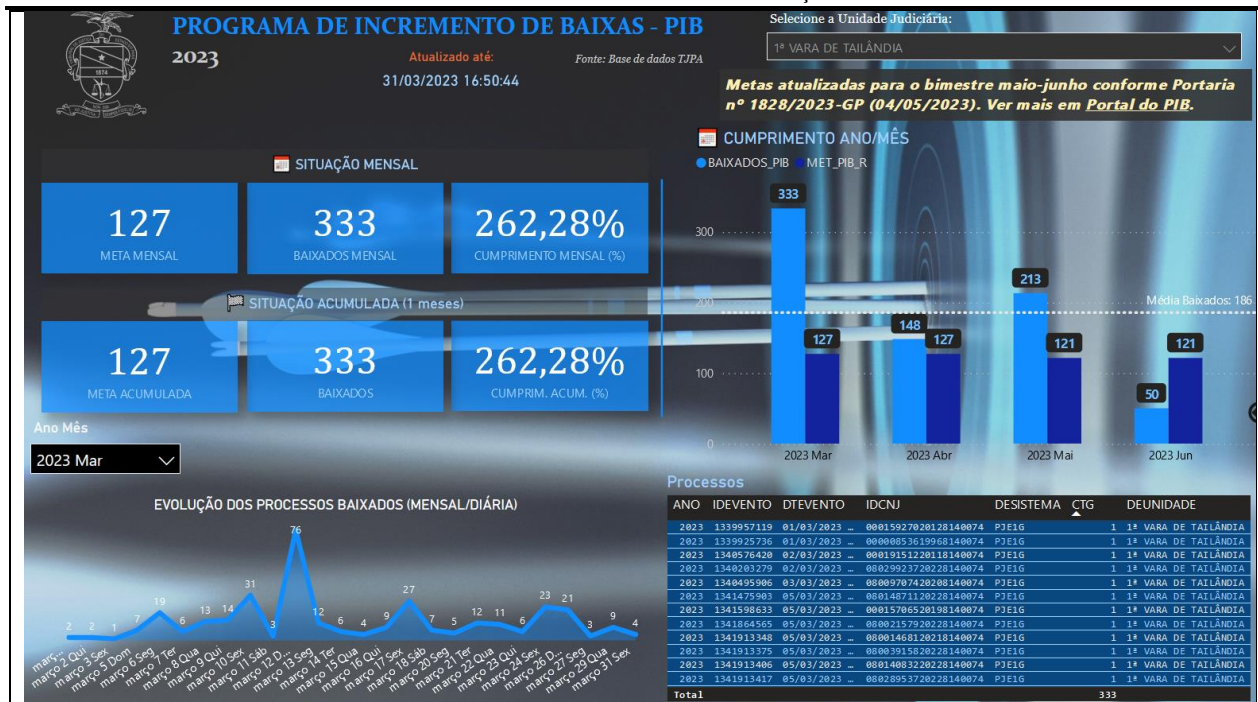 PROGRAMA DE INCREMENTO DE BAIXAS - PIB
2023
Atualizado até:
31/03/2023 16:50:44
Fonte: Base de dados TJPA
Selecione a Unidade Judiciária:
1ª VARA DE TAILÂNDIA
Metas atualizadas para o bimestre maio-junho conforme Portaria
nº 1828/2023-GP (04/05/2023). Ver mais em Portal do PIB.
SITUAÇÃO MENSAL
127
META MENSAL
333
BAIXADOS MENSAL
262,28%
CUMPRIMENTO MENSAL (%)
SITUAÇÃO ACUMULADA (1 meses)
127
META ACUMULADA
333
BAIXADOS
262,28%
CUMPRIM. ACUM. (%)
Ano Mês
2023 Mar
CUMPRIMENTO ANO/MÊS
BAIXADOS_PIB MET_PIB_R
300
200
100
0
333
127
148
127
213
121
50
121
Média Baixados: 186
2023 Mar
2023 Abr
2023 Mai
2023 Jun
EVOLUÇÃO DOS PROCESSOS BAIXADOS (MENSAL/DIÁRIA)
2 2 1 7 19 6 13 14 31 3 76 12 6 4 9 27 7 5 12 11 6 23 21 3 9 4
març...
março 2 Qui
março 3 Sex
março 5 Dom
março 6 Seg
março 7 Ter
março 8 Qua
março 9 Qui
março 10 Sex
março 11 Sáb
março 12 D...
março 13 Seg
março 14 Ter
março 15 Qua
março 16 Qui
março 17 Sex
março 18 Sáb
março 20 Seg
março 21 Ter
março 22 Qua
março 23 Qui
março 24 Sex
março 26 D...
março 27 Seg
março 29 Qua
março 31 Sex
Processos
ANO IDEVENTO DTEVENTO IDCNJ DESISTEMA CTG DEUNIDADE
2023 1339957119 01/03/2023 … 00015927020128140074 PJE1G 1 1ª VARA DE TAILÂNDIA
2023 1339925736 01/03/2023 … 00000853619968140074 PJE1G 1 1ª VARA DE TAILÂNDIA
2023 1340576420 02/03/2023 … 00019151220118140074 PJE1G 1 1ª VARA DE TAILÂNDIA
2023 1340203279 02/03/2023 … 08029923720228140074 PJE1G 1 1ª VARA DE TAILÂNDIA
2023 1340495906 03/03/2023 … 08009707420208140074 PJE1G 1 1ª VARA DE TAILÂNDIA
2023 1341475903 05/03/2023 … 08014871120228140074 PJE1G 1 1ª VARA DE TAILÂNDIA
2023 1341598633 05/03/2023 … 00015706520198140074 PJE1G 1 1ª VARA DE TAILÂNDIA
2023 1341864565 05/03/2023 … 08002157920228140074 PJE1G 1 1ª VARA DE TAILÂNDIA
2023 1341913348 05/03/2023 … 08001468120218140074 PJE1G 1 1ª VARA DE TAILÂNDIA
2023 1341913375 05/03/2023 … 08003915820228140074 PJE1G 1 1ª VARA DE TAILÂNDIA
2023 1341913406 05/03/2023 … 08014083220228140074 PJE1G 1 1ª VARA DE TAILÂNDIA
2023 1341913417 05/03/2023 … 08028953720228140074 PJE1G 1 1ª VARA DE TAILÂNDIA
Total 333